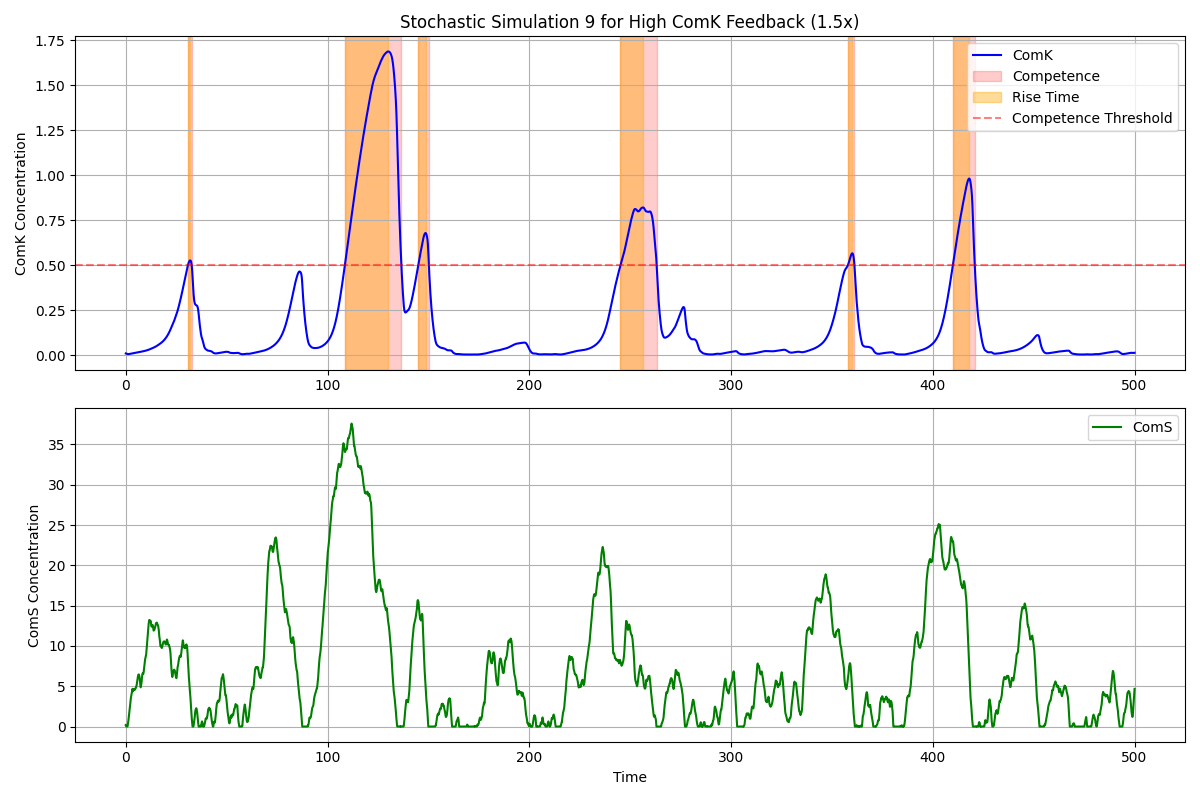 Stochastic Simulation 9 for High ComK Feedback (1.5x)
ComK Concentration
1.75
1.50
1.25
1.00
0.75
0.50
0.25
0.00
ComK
Competence
Rise Time
Competence Threshold
0 100 200 300 400 500
ComS Concentration
35
30
25
20
15
10
5
0
ComS
0 100 200 300 400 500
Time